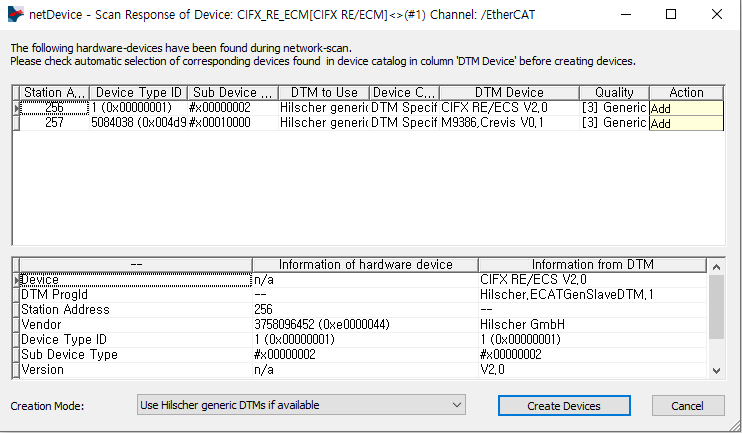 netDevice - Scan Response of Device: CIFX_RE_ECM[CIFX RE/ECM]<>(#1) Channel: /EtherCAT
The following hardware-devices have been found during network-scan.
Please check automatic selection of corresponding devices found in device catalog in column 'DTM Device' before creating devices.
Station A... Device Type ID Sub Device ... DTM to Use Device C... DTM Device Quality Action
256 1 (0x00000001) #x00000002 Hilscher generic DTM Specif CIFX RE/ECS V2.0 [3] Generic Add
257 5084038 (0x004d9 #x00010000 Hilscher generic DTM Specif M9386,Crevis V0.1 [3] Generic Add
-- Information of hardware device Information from DTM
Device n/a CIFX RE/ECS V2.0
DTM ProgId -- Hilscher.ECATGenSlaveDTM.1
Station Address 256 --
Vendor 3758096452 (0xe0000044) Hilscher GmbH
Device Type ID 1 (0x00000001) 1 (0x00000001)
Sub Device Type #x00000002 #x00000002
Version n/a V2.0
Creation Mode: Use Hilscher generic DTMs if available Create Devices Cancel